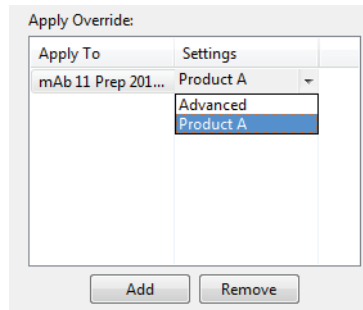 Apply Override:
Apply To Settings
mAb 11 Prep 201... Product A
Advanced
Product A
Add Remove